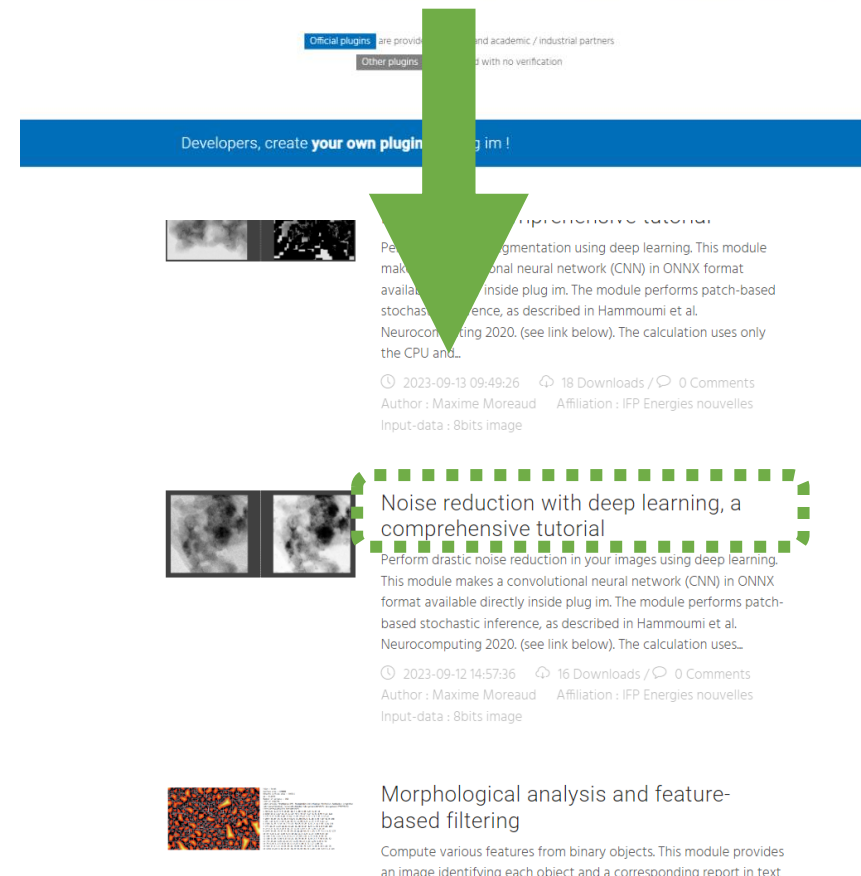 Official plugins are provid and academic / industrial partners
Other plugins d with no verification
Developers, create your own plugin g im !
prehensive tutorial
Pe gmentation using deep learning. This module
mak onal neural network (CNN) in ONNX format
availab inside plug im. The module performs patch-based
stochas ence, as described in Hammoumi et al.
Neurocom ting 2020. (see link below). The calculation uses only
the CPU and...
2023-09-13 09:49:26 18 Downloads / 0 Comments
Author : Maxime Moreaud Affiliation : IFP Energies nouvelles
Input-data : 8bits image
Noise reduction with deep learning, a
comprehensive tutorial
Perform drastic noise reduction in your images using deep learning.
This module makes a convolutional neural network (CNN) in ONNX
format available directly inside plug im. The module performs patch-
based stochastic inference, as described in Hammoumi et al.
Neurocomputing 2020. (see link below). The calculation uses...
2023-09-12 14:57:36 16 Downloads / 0 Comments
Author : Maxime Moreaud Affiliation : IFP Energies nouvelles
Input-data : 8bits image
Morphological analysis and feature-
based filtering
Compute various features from binary objects. This module provides
an image identifying each object and a corresponding report in text